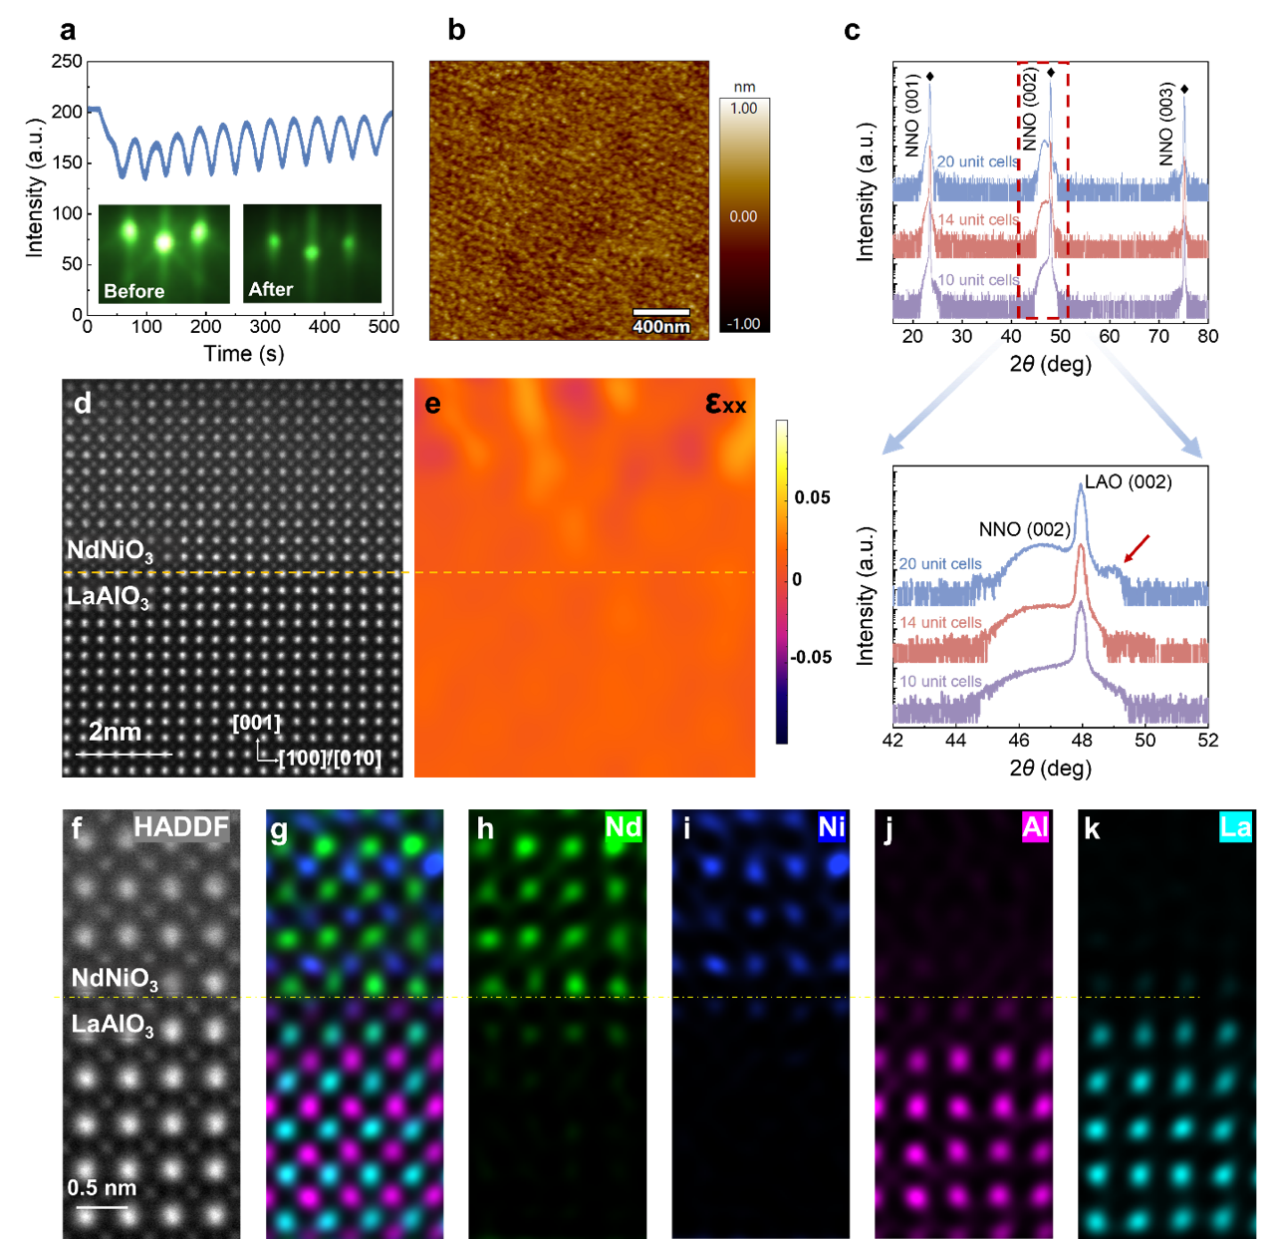 a
250
200
150
100
50
0
Intensity (a.u.)
Before
After
0 100 200 300 400 500
Time (s)
b
400nm
nm
1.00
0.00
-1.00
c
NNO (001)
NNO (002)
NNO (003)
20 unit cells
14 unit cells
10 unit cells
Intensity (a.u.)
20 30 40 50 60 70 80
2θ (deg)
d
NdNiO3
LaAlO3
2nm
[001]
[100]/[010]
e
εxx
0.05
0
-0.05
LAO (002)
NNO (002)
20 unit cells
14 unit cells
10 unit cells
Intensity (a.u.)
42 44 46 48 50 52
2θ (deg)
f HADDF
NdNiO3
LaAlO3
0.5 nm
g
h Nd
i Ni
j Al
k La